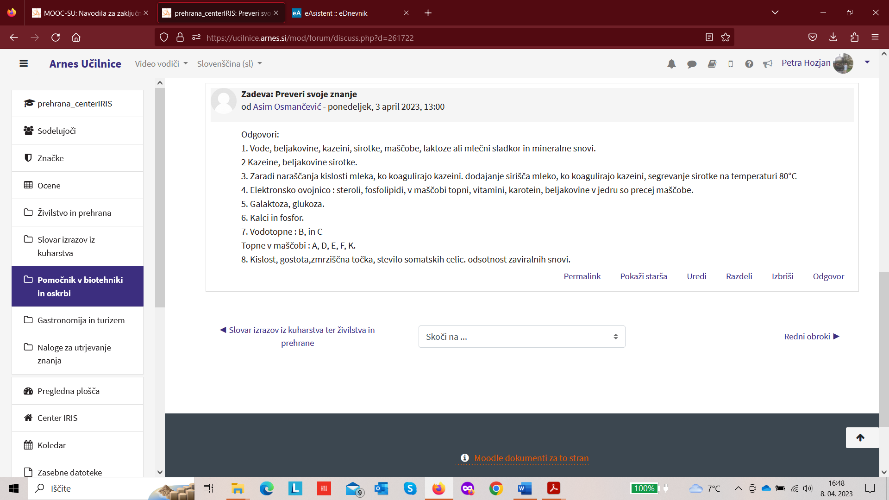 MOOC-SU: Navodila za zaključ
prehrana_centerIRIS: Preveri svo
eAsistent :: eDnevnik
https://ucilnice.arnes.si/mod/forum/discuss.php?d=261722
Arnes Učilnice
Video vodiči
Slovenščina (sl)
Petra Hozjan
prehrana_centerIRIS
Sodelujoči
Značke
Ocene
Živilstvo in prehrana
Slovar izrazov iz
kuharstva
Pomočnik v biotehniki
in oskrbi
Gastronomija in turizem
Naloge za utrjevanje
znanja
Pregledna plošča
Center IRIS
Koledar
Zasebne datoteke
Zadeva: Preveri svoje znanje
od Asim Osmančević - ponedeljek, 3 april 2023, 13:00
Odgovori:
1. Vode, beljakovine, kazeini, sirotke, maščobe, laktoze ali mlečni sladkor in mineralne snovi.
2 Kazeine, beljakovine sirotke.
3. Zaradi naraščanja kislosti mleka, ko koagulirajo kazeini. dodajanje sirišča mleko, ko koagulirajo kazeini, segrevanje sirotke na temperaturi 80°C
4. Elektronsko ovojnico : steroli, fosfolipidi, v maščobi topni, vitamini, karotein, beljakovine v jedru so precej maščobe.
5. Galaktoza, glukoza.
6. Kalci in fosfor.
7. Vodotopne : B, in C
Topne v maščobi : A, D, E, F, K.
8. Kislost, gostota,zmrziščna točka, stevilo somatskih celic. odsotnost zaviralnih snovi.
Permalink Pokaži starša Uredi Razdeli Izbriši Odgovor
◀ Slovar izrazov iz kuharstva ter živilstva in
prehrane
Skoči na ...
Redni obroki ▶
Moodle dokumenti za to stran
Iščite
100%
7°C
16:48
8. 04. 2023